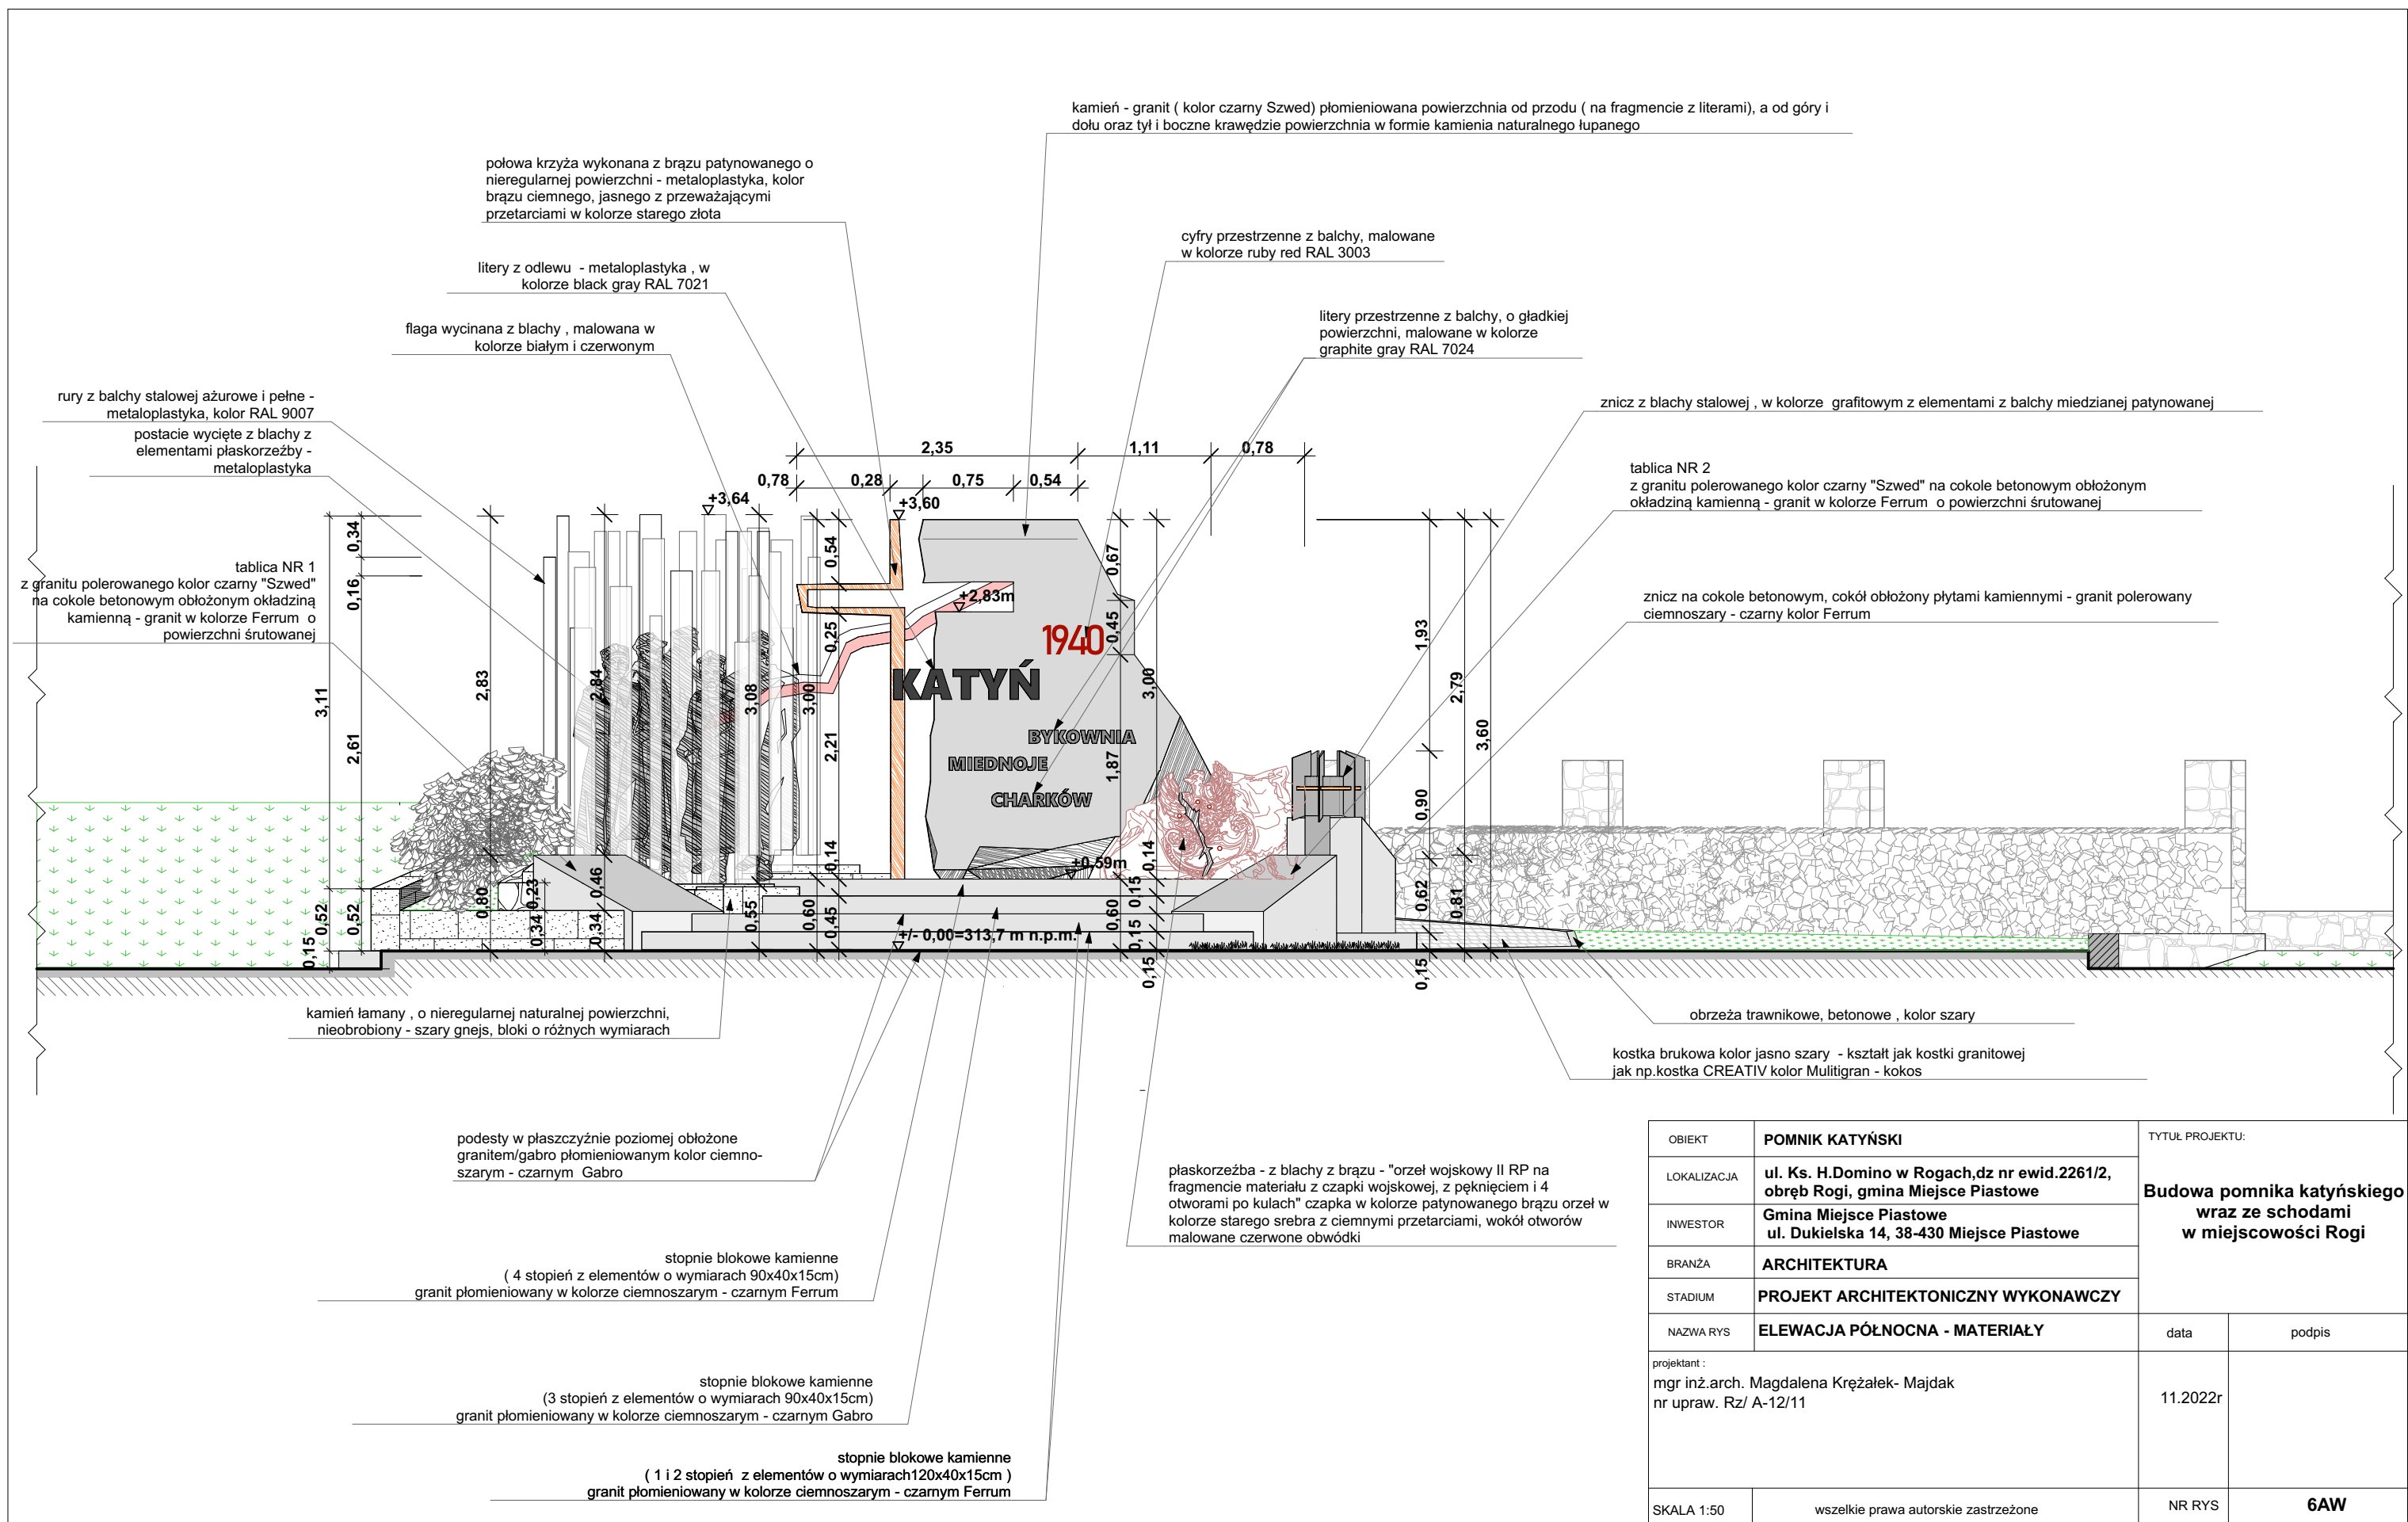 kamień - granit ( kolor czarny Szwed) płomieniowana powierzchnia od przodu ( na fragmencie z literami), a od góry i
dołu oraz tył i boczne krawędzie powierzchnia w formie kamienia naturalnego łupanego
połowa krzyża wykonana z brązu patynowanego o
nieregularnej powierzchni - metaloplastyka, kolor
brązu ciemnego, jasnego z przeważającymi
przetarciami w kolorze starego złota
cyfry przestrzenne z balchy, malowane
w kolorze ruby red RAL 3003
litery z odlewu - metaloplastyka , w
kolorze black gray RAL 7021
litery przestrzenne z balchy, o gładkiej
powierzchni, malowane w kolorze
graphite gray RAL 7024
flaga wycinana z blachy , malowana w
kolorze białym i czerwonym
rury z balchy stalowej ażurowe i pełne -
metaloplastyka, kolor RAL 9007
znicz z blachy stalowej , w kolorze grafitowym z elementami z balchy miedzianej patynowanej
postacie wycięte z blachy z
elementami płaskorzeźby -
metaloplastyka
tablica NR 2
z granitu polerowanego kolor czarny "Szwed" na cokole betonowym obłożonym
okładziną kamienną - granit w kolorze Ferrum o powierzchni śrutowanej
tablica NR 1
z granitu polerowanego kolor czarny "Szwed"
na cokole betonowym obłożonym okładziną
kamienną - granit w kolorze Ferrum o
powierzchni śrutowanej
znicz na cokole betonowym, cokół obłożony płytami kamiennymi - granit polerowany
ciemnoszary - czarny kolor Ferrum
2,35
1,11
0,78
0,78
0,28
0,75
0,54
+3,64
+3,60
0,34
0,16
2,61
3,11
0,52
0,52
0,15
2,83
0,80
0,23
0,34
2,84
0,46
0,34
3,08
0,55
3,00
0,60
0,54
0,25
2,21
0,14
0,45
+2,83m
1940
KATYŃ
BYKOWNIA
MIEDNOJE
CHARKÓW
+0,59m
0,67
0,45
1,87
0,60
3,00
0,14
0,15
0,15
0,15
1,93
0,90
0,62
0,15
2,79
0,81
3,60
+/- 0,00=313,7 m n.p.m.
kamień łamany , o nieregularnej naturalnej powierzchni,
nieobrobiony - szary gnejs, bloki o różnych wymiarach
obrzeża trawnikowe, betonowe , kolor szary
kostka brukowa kolor jasno szary - kształt jak kostki granitowej
jak np.kostka CREATIV kolor Mulitigran - kokos
podesty w płaszczyźnie poziomej obłożone
granitem/gabro płomieniowanym kolor ciemno-
szarym - czarnym Gabro
płaskorzeźba - z blachy z brązu - "orzeł wojskowy II RP na
fragmencie materiału z czapki wojskowej, z pęknięciem i 4
otworami po kulach" czapka w kolorze patynowanego brązu orzeł w
kolorze starego srebra z ciemnymi przetarciami, wokół otworów
malowane czerwone obwódki
stopnie blokowe kamienne
( 4 stopień z elementów o wymiarach 90x40x15cm)
granit płomieniowany w kolorze ciemnoszarym - czarnym Ferrum
stopnie blokowe kamienne
(3 stopień z elementów o wymiarach 90x40x15cm)
granit płomieniowany w kolorze ciemnoszarym - czarnym Gabro
stopnie blokowe kamienne
( 1 i 2 stopień z elementów o wymiarach120x40x15cm )
granit płomieniowany w kolorze ciemnoszarym - czarnym Ferrum
OBIEKT
POMNIK KATYŃSKI
TYTUŁ PROJEKTU:
LOKALIZACJA
ul. Ks. H.Domino w Rogach,dz nr ewid.2261/2,
obręb Rogi, gmina Miejsce Piastowe
Budowa pomnika katyńskiego
wraz ze schodami
w miejscowości Rogi
INWESTOR
Gmina Miejsce Piastowe
ul. Dukielska 14, 38-430 Miejsce Piastowe
BRANŻA
ARCHITEKTURA
STADIUM
PROJEKT ARCHITEKTONICZNY WYKONAWCZY
NAZWA RYS
ELEWACJA PÓŁNOCNA - MATERIAŁY
data
podpis
projektant :
mgr inż.arch. Magdalena Krężałek- Majdak
nr upraw. Rz/ A-12/11
11.2022r
SKALA 1:50
wszelkie prawa autorskie zastrzeżone
NR RYS
6AW